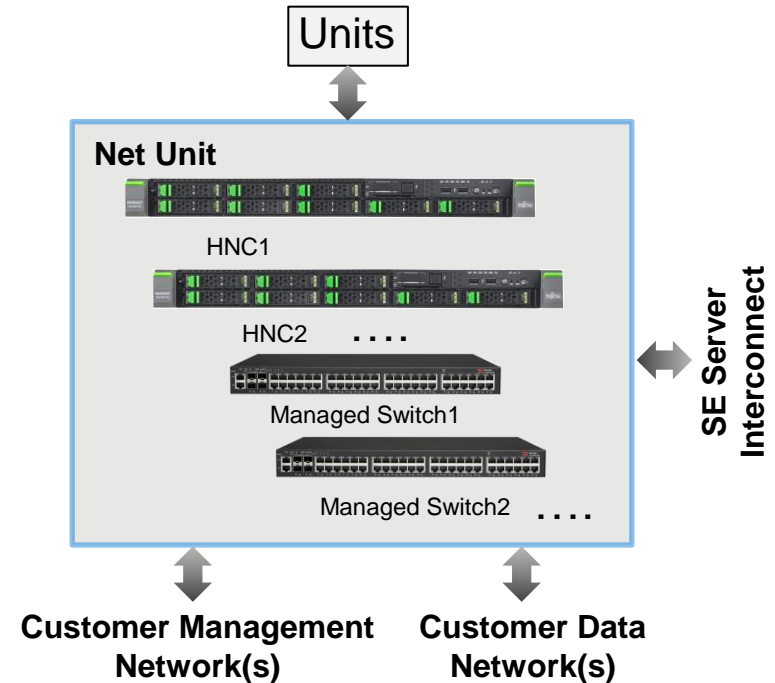 Units
Net Unit
HNC1
HNC2 ....
Managed Switch1
Managed Switch2 ....
SE Server
Interconnect
Customer Management
Network(s)
Customer Data
Network(s)